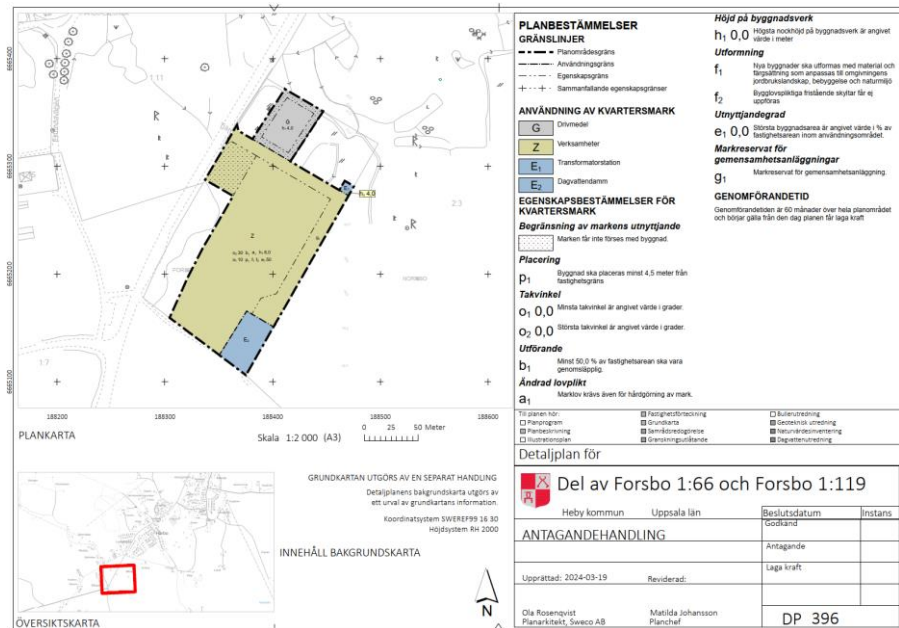 6665400
6665300
6665200
6665100
1:11
2:3
1:7
G
h₁ 4,0
h₁ 4,0
Z
E₁
188200
188300
188400
188500
188600
PLANKARTA
Skala 1:2 000 (A3)
0 25 50 Meter
PLANBESTÄMMELSER
GRÄNSLINJER
Planområdesgräns
Användningsgräns
Egenskapsgräns
Sammanfallande egenskapsgränser
ANVÄNDNING AV KVARTERSMARK
G Drivmedel
Z Verksamheter
E₁ Transformatorstation
E₂ Dagvattendamm
EGENSKAPSBESTÄMMELSER FÖR
KVARTERSMARK
Begränsning av markens utnyttjande
Marken får inte förses med byggnad.
Placering
p₁ Byggnad ska placeras minst 4,5 meter från
fastighetsgräns
Takvinkel
o₁ 0,0 Minsta takvinkel är angivet värde i grader.
o₂ 0,0 Största takvinkel är angivet värde i grader.
Utförande
b₁ Minst 50,0 % av fastighetsarean ska vara
genomsläpplig.
Ändrad lovplikt
a₁ Marklov krävs även för hårdgörning av mark.
Höjd på byggnadsverk
h₁ 0,0 Högsta nockhöjd på byggnadsverk är angivet
värde i meter
Utformning
f₁ Nya byggnader ska utformas med material och
färgsättning som anpassas till omgivningens
jordbrukslandskap, bebyggelse och naturmiljö
f₂ Bygglovspliktiga fristående skyltar får ej
uppföras
Utnyttjandegrad
e₁ 0,0 Största byggnadsarea är angivet värde i % av
fastighetsarean inom användningsområdet.
Markreservat för
gemensamhetsanläggningar
g₁ Markreservat för gemensamhetsanläggning.
GENOMFÖRANDETID
Genomförandetiden är 60 månader över hela planområdet
och börjar gälla från den dag planen får laga kraft
Till planen hör:
Planprogram
Planbeskrivning
Illustrationsplan
Fastighetsförteckning
Grundkarta
Samrådsredogörelse
Granskningsutlåtande
Bullerutredning
Geoteknisk utredning
Naturvärdesinventering
Dagvattenutredning
Detaljplan för
Del av Forsbo 1:66 och Forsbo 1:119
Heby kommun Uppsala län
ANTAGANDEHANDLING
Upprättad: 2024-03-19 Reviderad:
Ola Rosenqvist
Planarkitekt, Sweco AB
Matilda Johansson
Planchef
Beslutsdatum Instans
Godkänd
Antagande
Laga kraft
DP 396
GRUNDKARTAN UTGÖRS AV EN SEPARAT HANDLING
Detaljplanens bakgrundskarta utgörs av
ett urval av grundkartans information.
Koordinatsystem SWEREF99 16 30
Höjdsystem RH 2000
INNEHÅLL BAKGRUNDSKARTA
N
ÖVERSIKTSKARTA